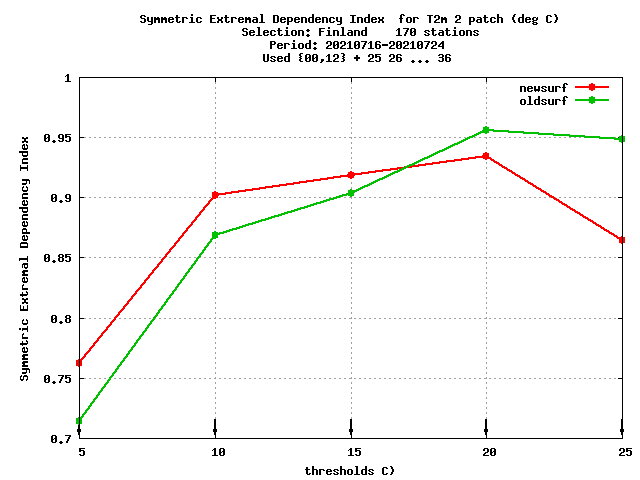 Symmetric Extremal Dependency Index  for T2m 2 patch (deg C)
Selection: Finland    170 stations
Period: 20210716-20210724
Used {00,12} + 25 26 ... 36
newsurf
oldsurf
Symmetric Extremal Dependency Index
1
0,95
0,9
0,85
0,8
0,75
0,7
5 10 15 20 25
thresholds C)